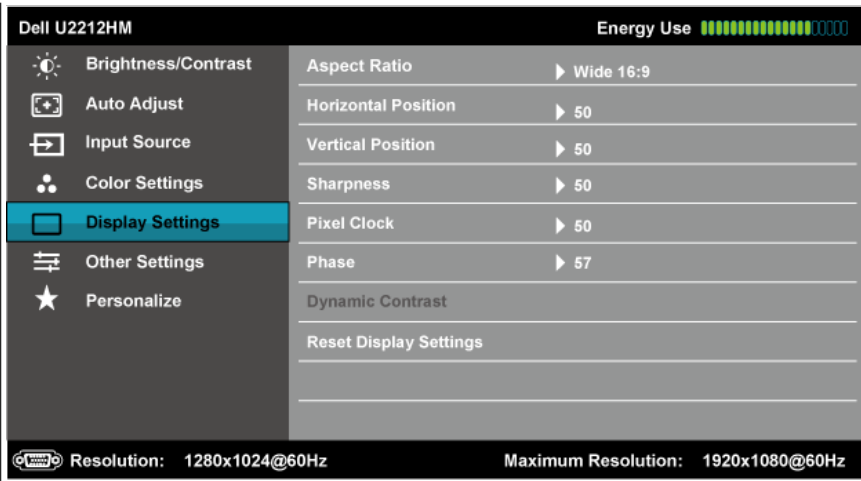 Dell U2212HM Energy Use
Brightness/Contrast
Auto Adjust
Input Source
Color Settings
Display Settings
Other Settings
Personalize
Aspect Ratio Wide 16:9
Horizontal Position 50
Vertical Position 50
Sharpness 50
Pixel Clock 50
Phase 57
Dynamic Contrast
Reset Display Settings
Resolution: 1280x1024@60Hz Maximum Resolution: 1920x1080@60Hz